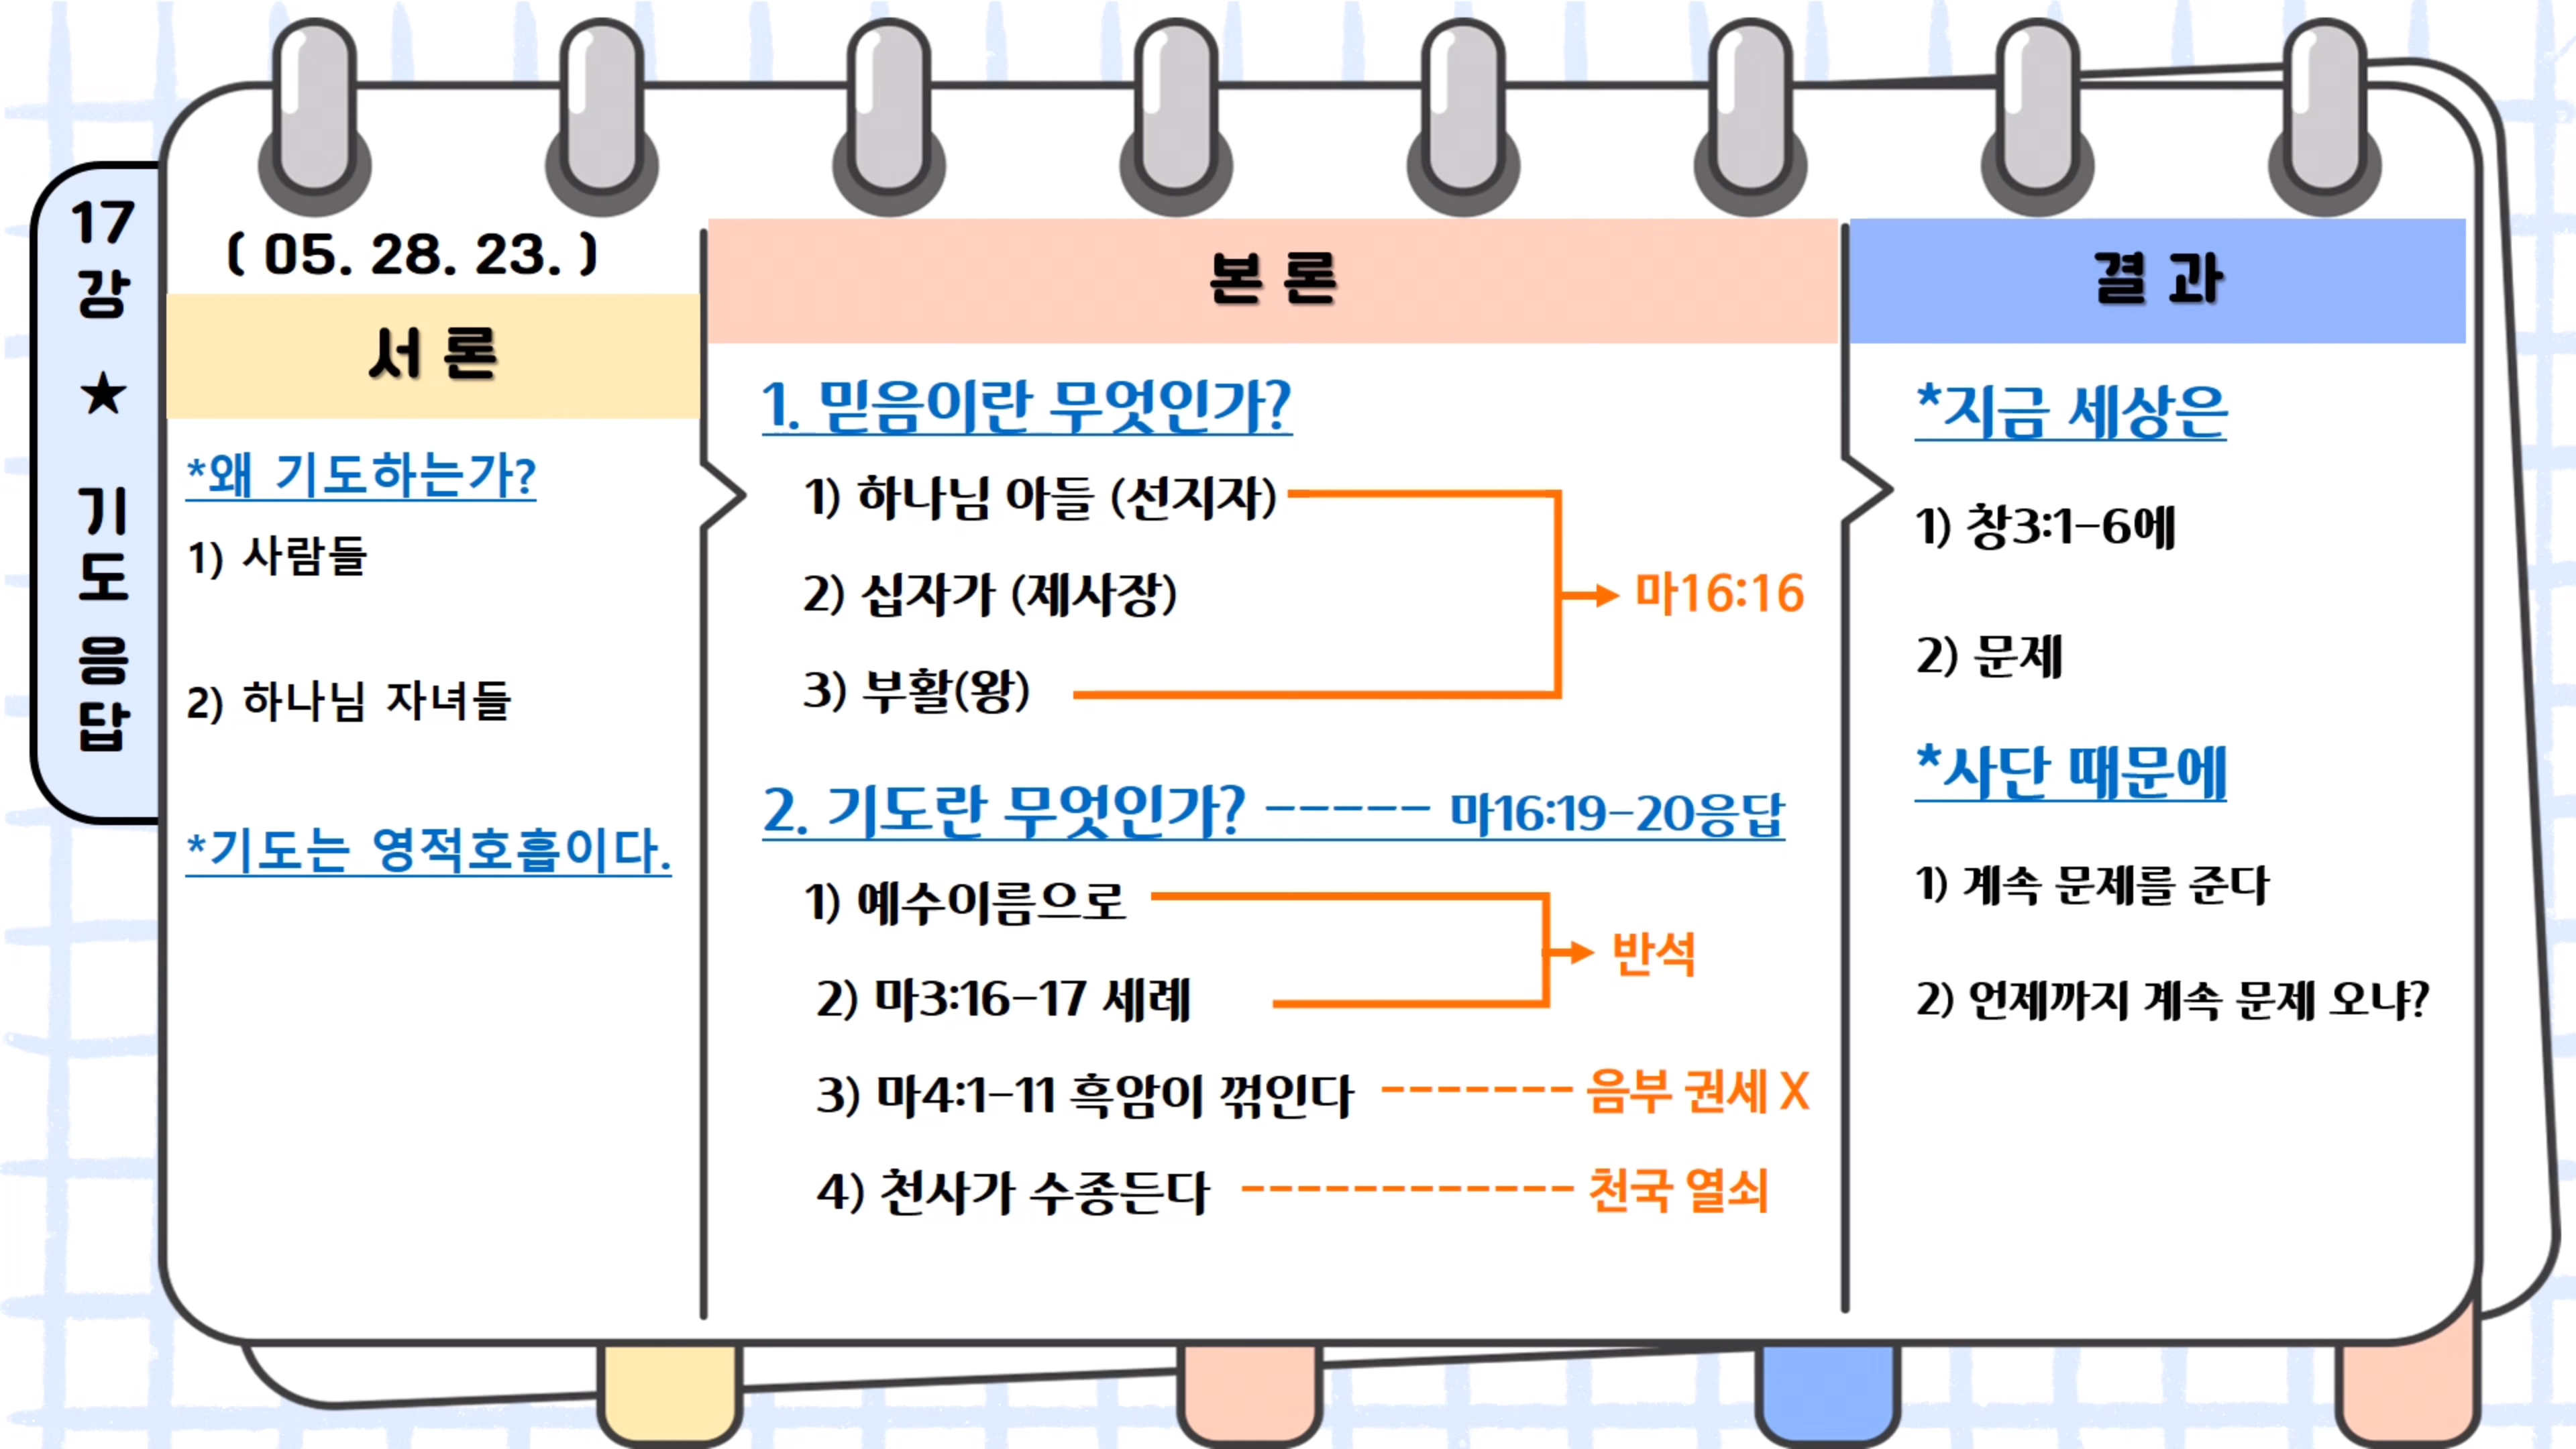 17
강
★
기
도
응
답
( 05. 28. 23. )
서 론
*왜 기도하는가?
1) 사람들
2) 하나님 자녀들
*기도는 영적호흡이다.
본 론
1. 믿음이란 무엇인가?
1) 하나님 아들 (선지자)
2) 십자가 (제사장)
마16:16
3) 부활(왕)
2. 기도란 무엇인가? ----- 마16:19-20응답
1) 예수이름으로
반석
2) 마3:16-17 세례
3) 마4:1-11 흑암이 꺾인다 ------- 음부 권세 X
4) 천사가 수종든다 ------------ 천국 열쇠
결 과
*지금 세상은
1) 창3:1-6에
2) 문제
*사단 때문에
1) 계속 문제를 준다
2) 언제까지 계속 문제 오냐?